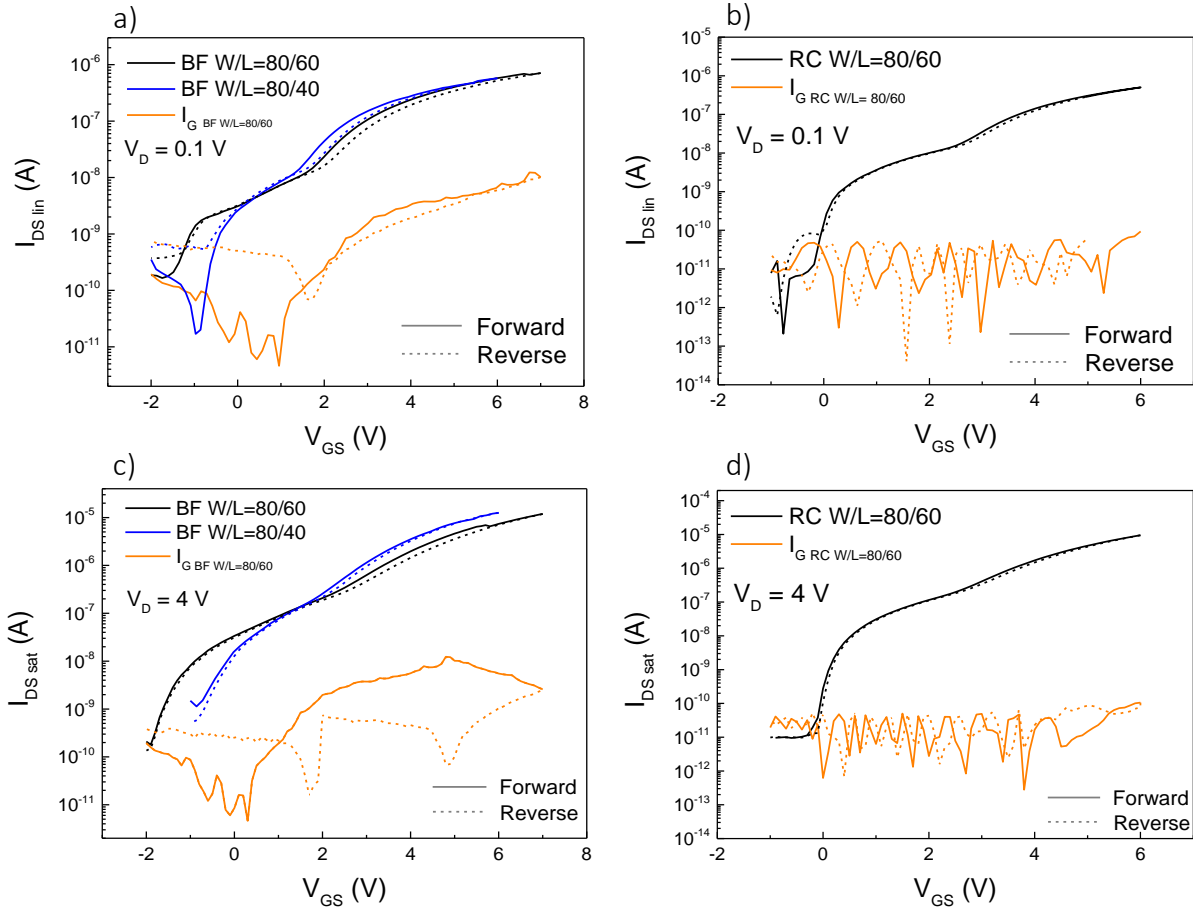 a)
BF W/L=80/60
BF W/L=80/40
I_G BF W/L=80/60
V_D = 0.1 V
Forward
Reverse
10^-6
10^-7
10^-8
10^-9
10^-10
10^-11
I_DS lin (A)
-2 0 2 4 6 8
V_GS (V)
b)
RC W/L=80/60
I_G RC W/L= 80/60
V_D = 0.1 V
Forward
Reverse
10^-5
10^-6
10^-7
10^-8
10^-9
10^-10
10^-11
10^-12
10^-13
10^-14
I_DS lin (A)
-2 0 2 4 6
V_GS (V)
c)
BF W/L=80/60
BF W/L=80/40
I_G BF W/L=80/60
V_D = 4 V
Forward
Reverse
10^-5
10^-6
10^-7
10^-8
10^-9
10^-10
10^-11
I_DS sat (A)
-2 0 2 4 6 8
V_GS (V)
d)
RC W/L=80/60
I_G RC W/L=80/60
V_D = 4 V
Forward
Reverse
10^-4
10^-5
10^-6
10^-7
10^-8
10^-9
10^-10
10^-11
10^-12
10^-13
10^-14
I_DS sat (A)
-2 0 2 4 6
V_GS (V)